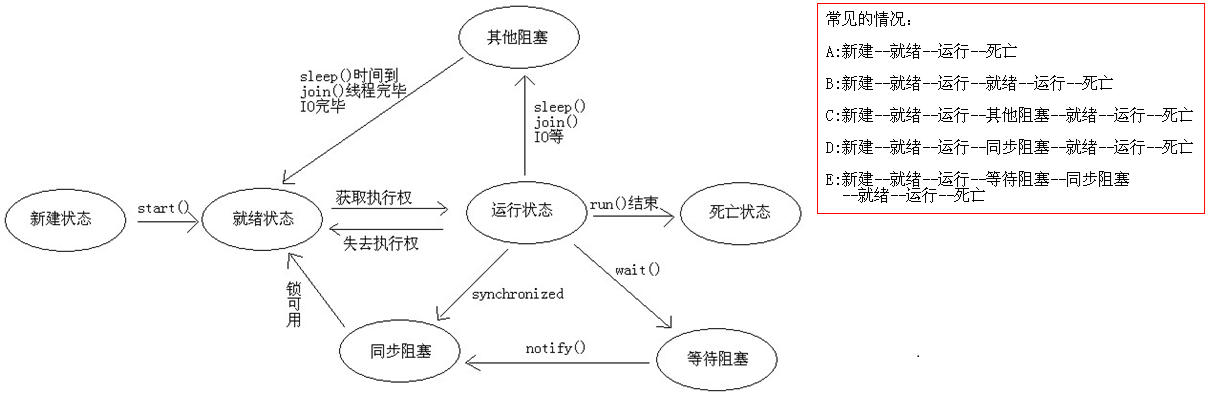 其他阻塞
sleep()时间到
join()线程完毕
IO完毕
sleep()
join()
IO等
新建状态
start()
就绪状态
获取执行权
失去执行权
运行状态
run()结束
死亡状态
锁
可
用
synchronized
wait()
同步阻塞
notify()
等待阻塞
常见的情况:
A:新建--就绪--运行--死亡
B:新建--就绪--运行--就绪--运行--死亡
C:新建--就绪--运行--其他阻塞--就绪--运行--死亡
D:新建--就绪--运行--同步阻塞--就绪--运行--死亡
E:新建--就绪--运行--等待阻塞--同步阻塞
--就绪--运行--死亡